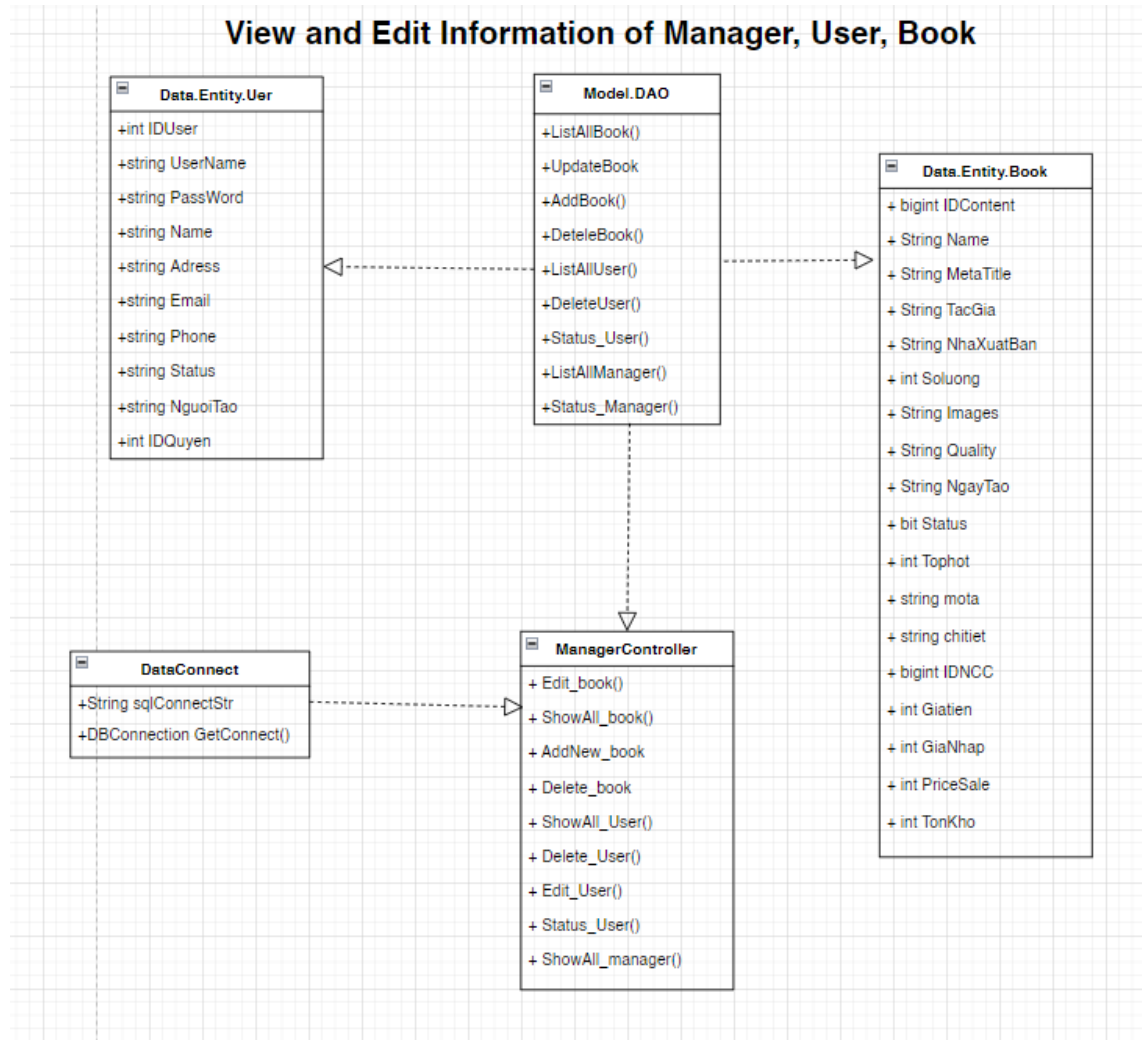 View and Edit Information of Manager, User, Book
Data.Entity.Uer
+int IDUser
+string UserName
+string PassWord
+string Name
+string Adress
+string Email
+string Phone
+string Status
+string NguoiTao
+int IDQuyen
Model.DAO
+ListAllBook()
+UpdateBook
+AddBook()
+DeteleBook()
+ListAllUser()
+DeleteUser()
+Status_User()
+ListAllManager()
+Status_Manager()
Data.Entity.Book
+ bigint IDContent
+ String Name
+ String MetaTitle
+ String TacGia
+ String NhaXuatBan
+ int Soluong
+ String Images
+ String Quality
+ String NgayTao
+ bit Status
+ int Tophot
+ string mota
+ string chitiet
+ bigint IDNCC
+ int Giatien
+ int GiaNhap
+ int PriceSale
+ int TonKho
DataConnect
+String sqlConnectStr
+DBConnection GetConnect()
ManagerController
+ Edit_book()
+ ShowAll_book()
+ AddNew_book
+ Delete_book
+ ShowAll_User()
+ Delete_User()
+ Edit_User()
+ Status_User()
+ ShowAll_manager()